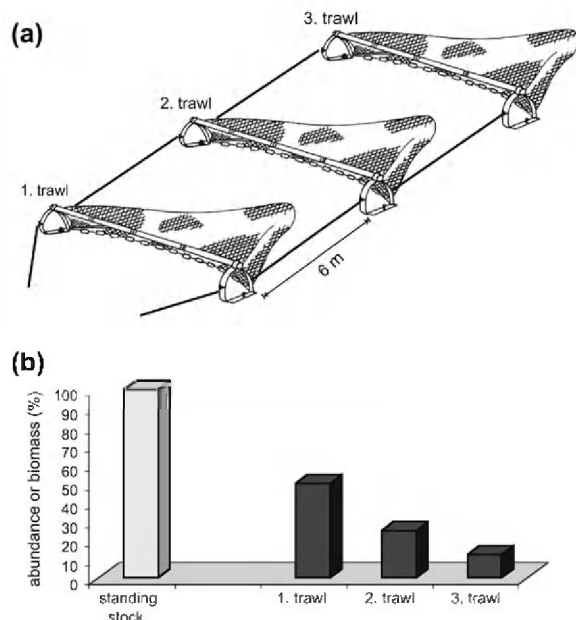 (a)
3. trawl
2. trawl
1. trawl
6 m
(b)
abundance or biomass (%)
100
90
80
70
60
50
40
30
20
10
0
standing
stock
1. trawl
2. trawl
3. trawl